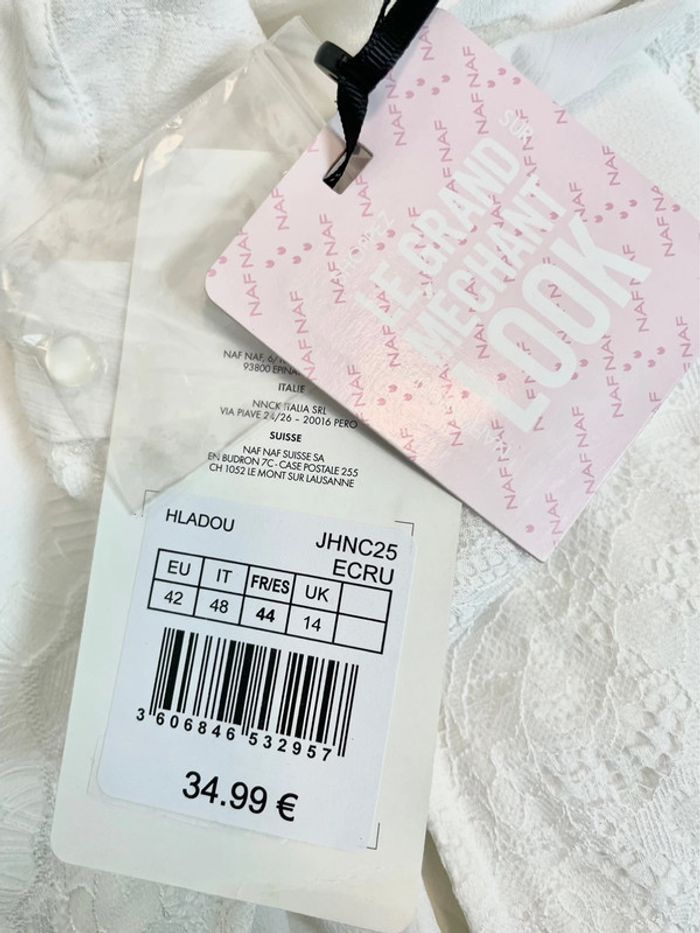 SUR
LE GRAND
MECHANT
LOOK
NAF NAF
NAF NAF, 6/
93800
ITALIE
NNCK ITALIA SRL
VIA PIAVE 24/26 - 20016 PERO
SUISSE
NAF NAF SUISSE SA
EN BUDRON 7C - CASE POSTALE 255
CH 1052 LE MONT SUR LAUSANNE
HLADOU
JHNC25
ECRU
EU IT FR/ES UK
42 48 44 14
3 606846 532957
34.99 €